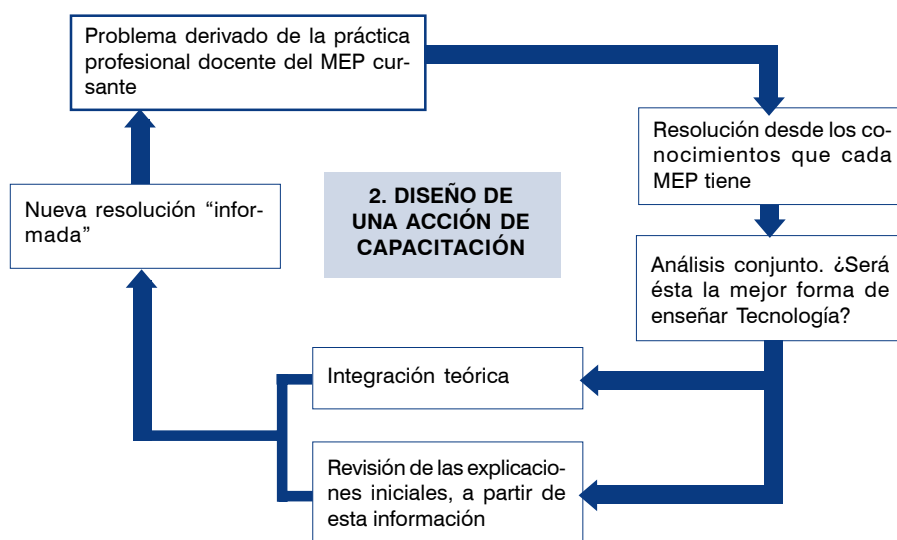 Problema derivado de la práctica
profesional docente del MEP cur-
sante
Resolución desde los co-
nocimientos que cada
MEP tiene
Nueva resolución “infor-
mada”
2. DISEÑO DE
UNA ACCIÓN DE
CAPACITACIÓN
Análisis conjunto. ¿Será
ésta la mejor forma de
enseñar Tecnología?
Integración teórica
Revisión de las explicacio-
nes iniciales, a partir de
esta información